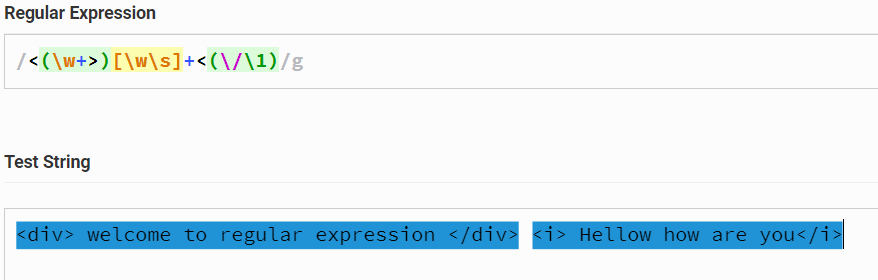 Regular Expression
/<(\w+>)[\w\s]+<(\/\1)/g
Test String
<div> welcome to regular expression </div> <i> Hellow how are you</i>